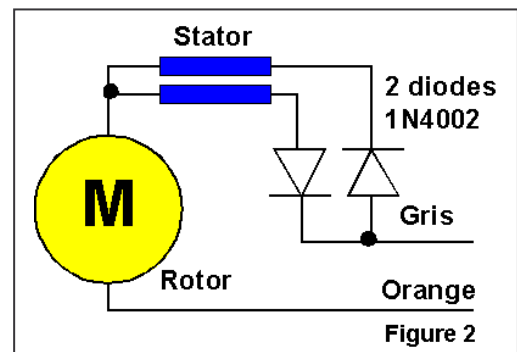 Stator
2 diodes
1N4002
M
Gris
Rotor
Orange
Figure 2